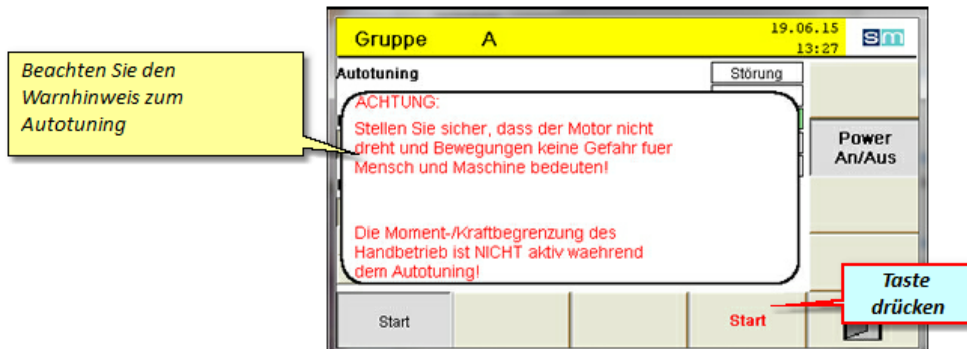 Gruppe A
19.06.15
13:27
sm
Beachten Sie den
Warnhinweis zum
Autotuning
Autotuning
Störung
ACHTUNG:
Stellen Sie sicher, dass der Motor nicht
dreht und Bewegungen keine Gefahr fuer
Mensch und Maschine bedeuten!
Die Moment-/Kraftbegrenzung des
Handbetrieb ist NICHT aktiv waehrend
dem Autotuning!
Power
An/Aus
Taste
drücken
Start
Start